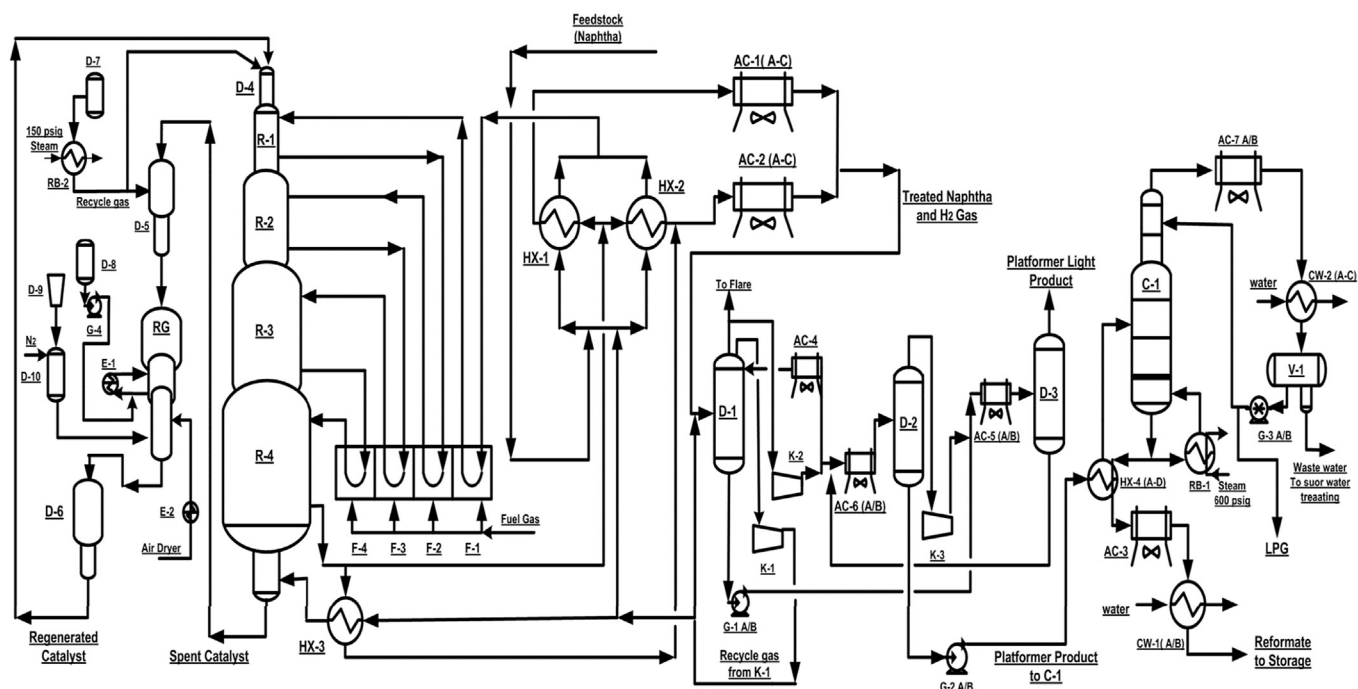 Feedstock
(Naphtha)
D-7
D-4
AC-1( A-C)
150 psig
Steam
R-1
AC-7 A/B
RB-2
AC-2 (A-C)
Recycle gas
HX-2
Treated Naphtha
and H2 Gas
D-5
R-2
HX-1
D-8
D-9
G-4
Platformer Light
Product
To Flare
CW-2 (A-C)
water
C-1
RG
R-3
N2
E-1
D-10
AC-4
V-1
D-1
D-2
D-3
AC-5 (A/B)
G-3 A/B
R-4
K-2
AC-6 (A/B)
HX-4 (A-D)
RB-1
Steam
600 psig
Waste water
To suor water
treaating
D-6
E-2
Air Dryer
Fuel Gas
F-4
F-3
F-2
F-1
K-1
K-3
AC-3
LPG
water
G-1 A/B
Regenerated
Catalyst
Spent Catalyst
HX-3
CW-1( A/B)
Reformate
to Storage
Recycle gas
from K-1
Platformer Product
to C-1
G-2 A/B